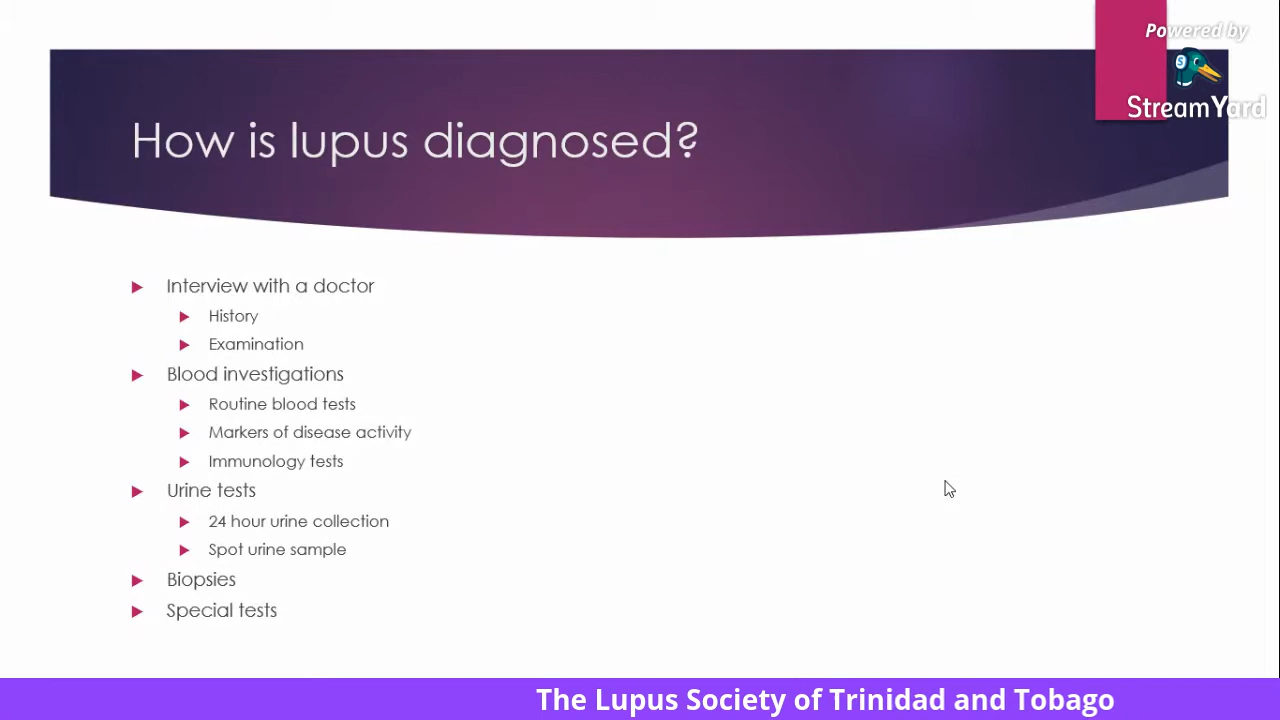 Powered by
StreamYard
How is lupus diagnosed?
Interview with a doctor
History
Examination
Blood investigations
Routine blood tests
Markers of disease activity
Immunology tests
Urine tests
24 hour urine collection
Spot urine sample
Biopsies
Special tests
The Lupus Society of Trinidad and Tobago